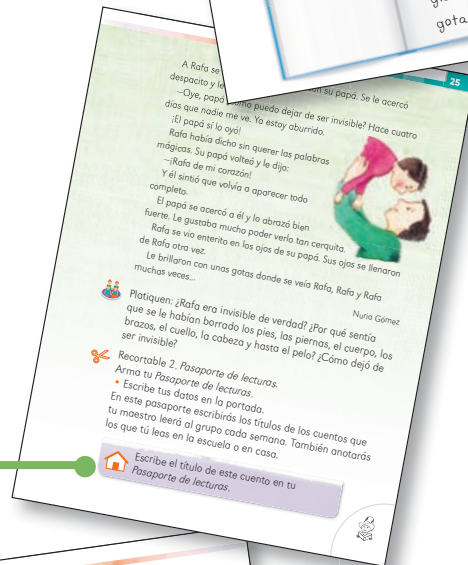 gota
25
A Rafa se
despacito y le
su papá. Se le acercó
—Oye, papá
puedo dejar de ser invisible? Hace cuatro
días que nadie me ve. Ya estoy aburrido.
¡El papá sí lo oyó!
Rafa había dicho sin querer las palabras
mágicas. Su papá volteó y le dijo:
—¡Rafa de mi corazón!
Y él sintió que volvía a aparecer todo
completo.
El papá se acercó a él y lo abrazó bien
fuerte. Le gustaba mucho poder verlo tan cerquita.
Rafa se vio enterito en los ojos de su papá. Sus ojos se llenaron
de Rafa otra vez.
Le brillaron con unas gotas donde se veía Rafa, Rafa y Rafa
muchas veces...
Nuria Gómez
Platiquen: ¿Rafa era invisible de verdad? ¿Por qué sentía
que se le habían borrado los pies, las piernas, el cuerpo, los
brazos, el cuello, la cabeza y hasta el pelo? ¿Cómo dejó de
ser invisible?
Recortable 2. Pasaporte de lecturas.
Arma tu Pasaporte de lecturas.
• Escribe tus datos en la portada.
En este pasaporte escribirás los títulos de los cuentos que
tu maestro leerá al grupo cada semana. También anotarás
los que tú leas en la escuela o en casa.
Escribe el título de este cuento en tu
Pasaporte de lecturas.